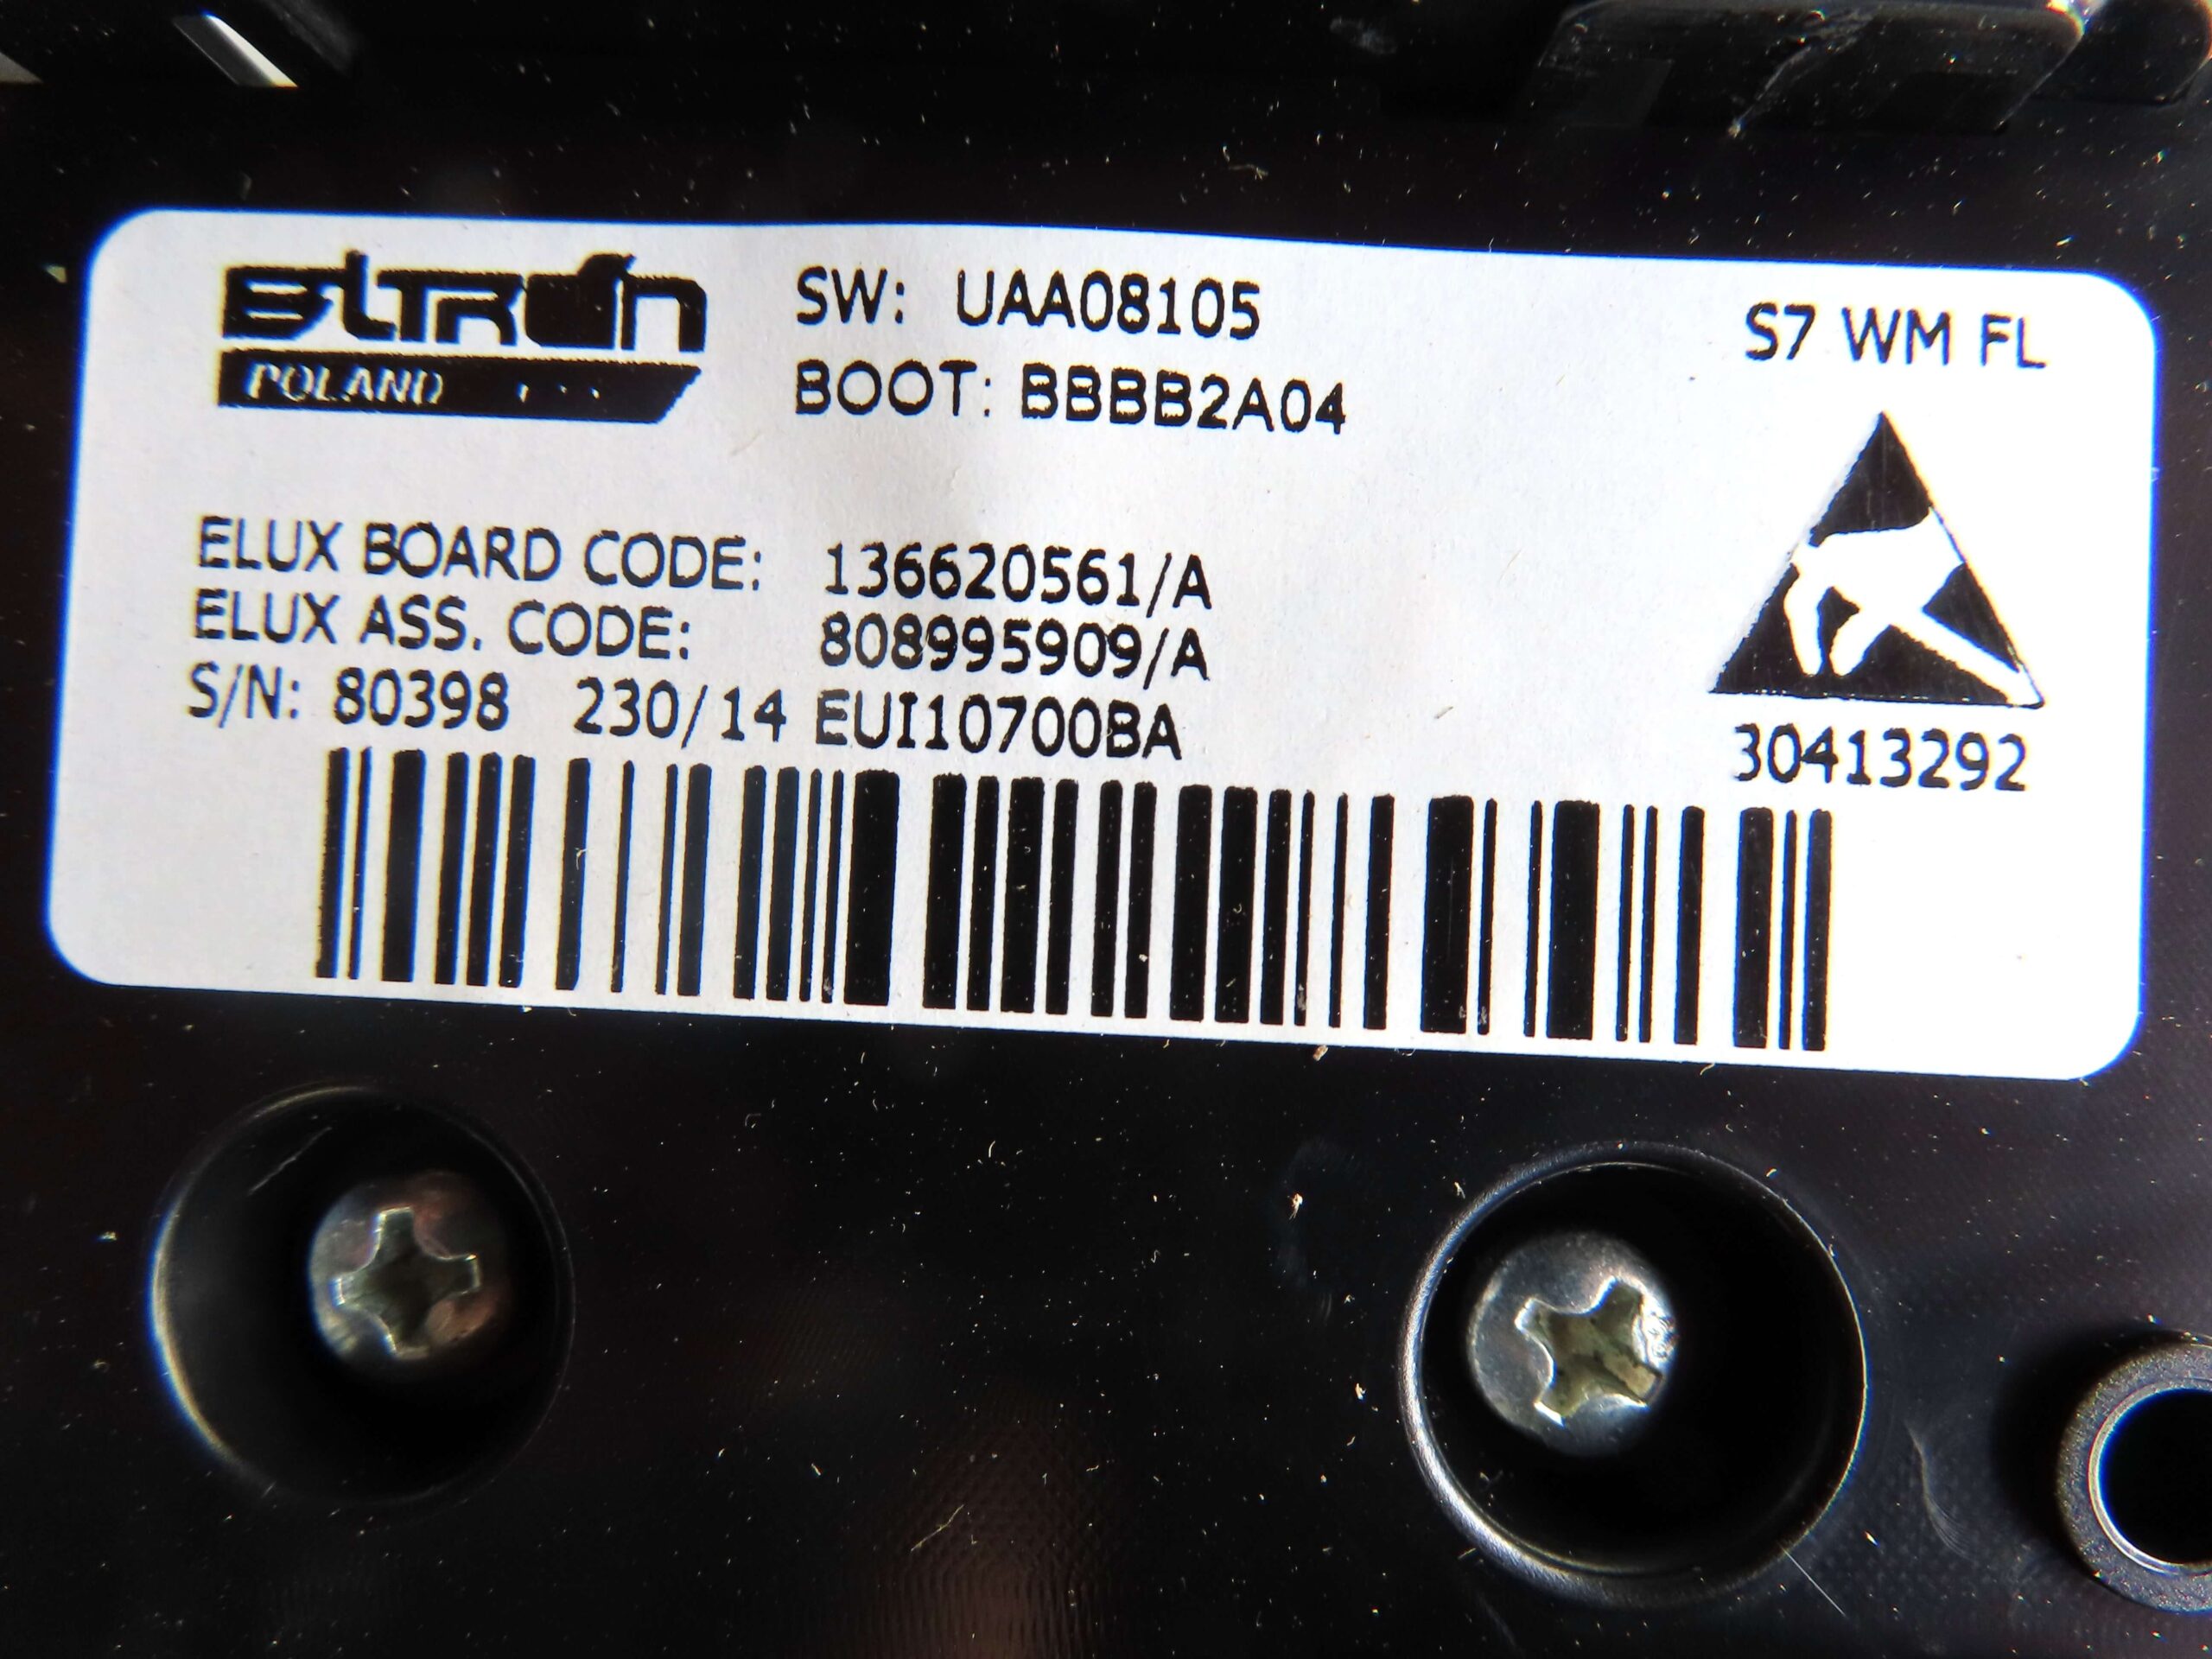 ELTRON
POLAND
SW: UAA08105
BOOT: BBBB2A04
S7 WM FL
ELUX BOARD CODE: 136620561/A
ELUX ASS. CODE: 808995909/A
S/N: 80398 230/14 EUI10700BA
30413292